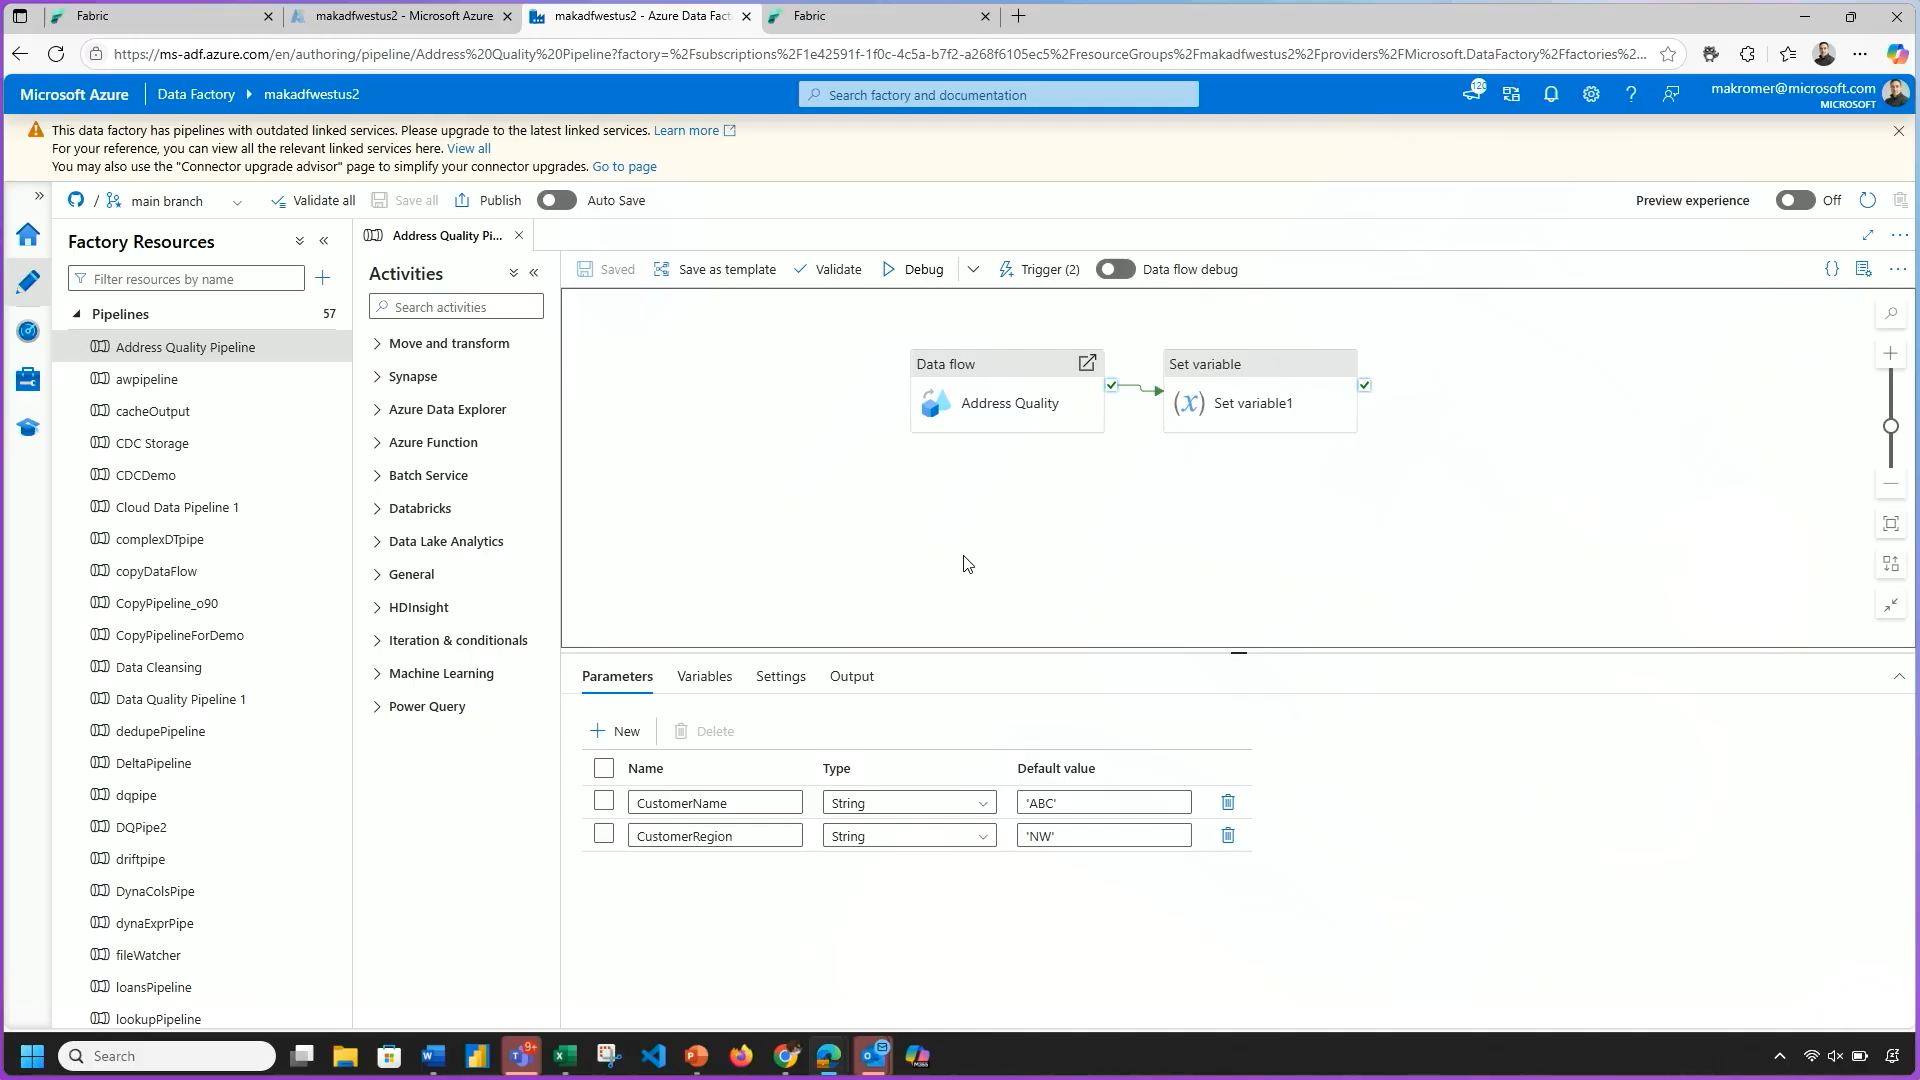 Fabric
makadfwestus2 - Microsoft Azure
makadfwestus2 - Azure Data Fact
Fabric
https://ms-adf.azure.com/en/authoring/pipeline/Address%20Quality%20Pipeline?factory=%2Fsubscriptions%2F1e42591f-1f0c-4c5a-b7f2-a268f6105ec5%2FresourceGroups%2Fmakadfwestus2%2Fproviders%2FMicrosoft.DataFactory%2Ffactories%2...
Microsoft Azure
Data Factory
makadfwestus2
Search factory and documentation
120
makromer@microsoft.com
MICROSOFT
This data factory has pipelines with outdated linked services. Please upgrade to the latest linked services. Learn more
For your reference, you can view all the relevant linked services here. View all
You may also use the "Connector upgrade advisor" page to simplify your connector upgrades. Go to page
/ main branch
Validate all
Save all
Publish
Auto Save
Preview experience
Off
Factory Resources
Filter resources by name
Pipelines
57
Address Quality Pipeline
awpipeline
cacheOutput
CDC Storage
CDCDemo
Cloud Data Pipeline 1
complexDTpipe
copyDataFlow
CopyPipeline_o90
CopyPipelineForDemo
Data Cleansing
Data Quality Pipeline 1
dedupePipeline
DeltaPipeline
dqpipe
DQPipe2
driftpipe
DynaColsPipe
dynaExprPipe
fileWatcher
loansPipeline
lookupPipeline
Address Quality Pi...
Activities
Search activities
Move and transform
Synapse
Azure Data Explorer
Azure Function
Batch Service
Databricks
Data Lake Analytics
General
HDInsight
Iteration & conditionals
Machine Learning
Power Query
Saved
Save as template
Validate
Debug
Trigger (2)
Data flow debug
{}
Data flow
Address Quality
Set variable
(x)
Set variable1
Parameters
Variables
Settings
Output
New
Delete
Name
Type
Default value
CustomerName
String
'ABC'
CustomerRegion
String
'NW'
Search
9+
M365